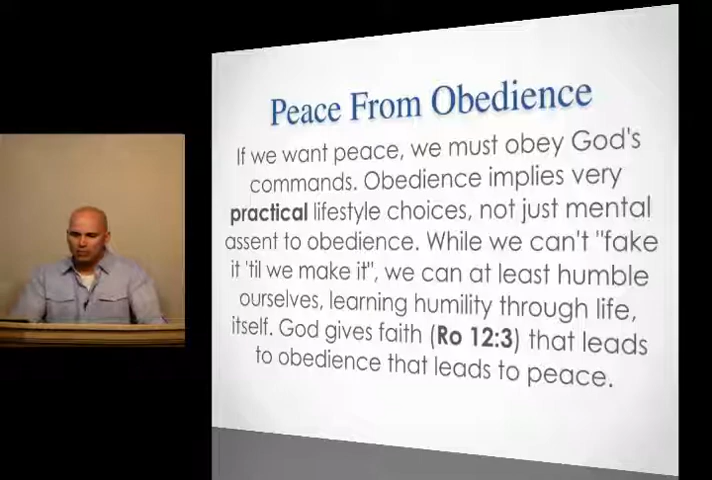 Peace From Obedience
If we want peace, we must obey God's
commands. Obedience implies very
practical lifestyle choices, not just mental
assent to obedience. While we can't "fake
it 'til we make it", we can at least humble
ourselves, learning humility through life,
itself. God gives faith (Ro 12:3) that leads
to obedience that leads to peace.